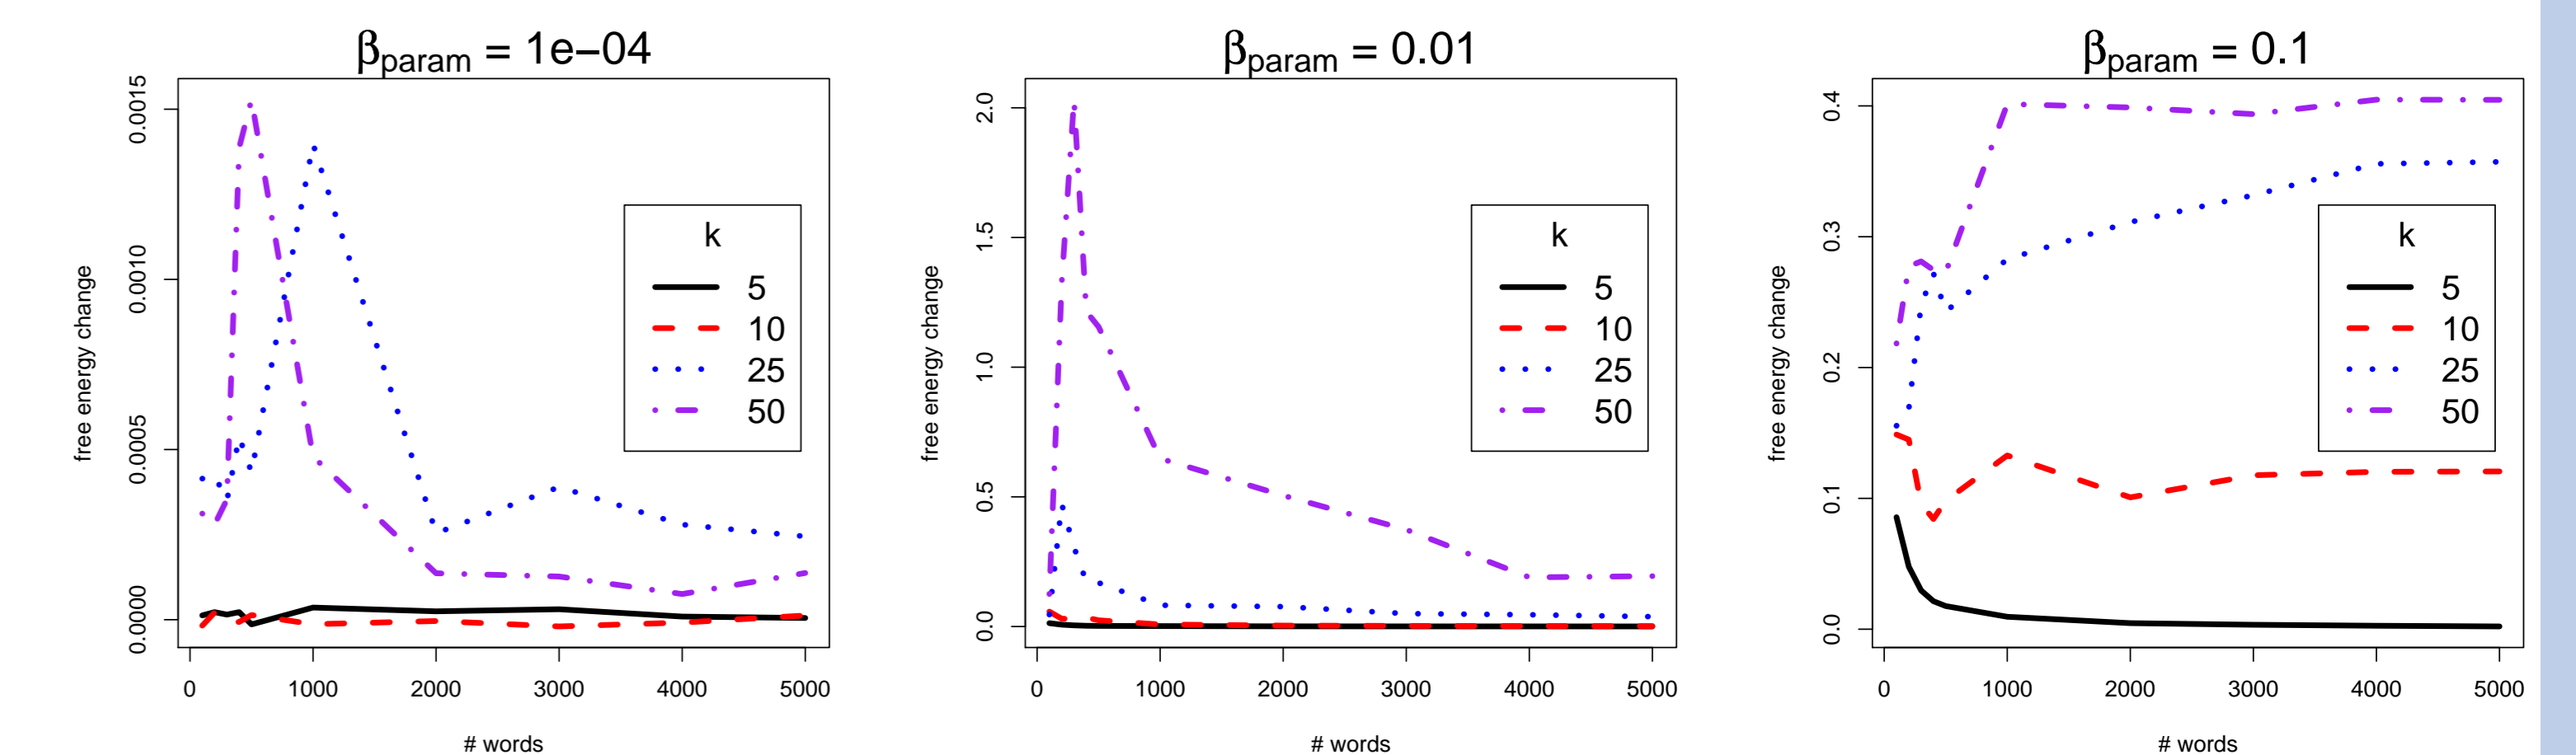 β_param = 1e−04
free energy change
0.0000 0.0005 0.0010 0.0015
k
5
10
25
50
0 1000 2000 3000 4000 5000
# words
β_param = 0.01
free energy change
0.0 0.5 1.0 1.5 2.0
k
5
10
25
50
0 1000 2000 3000 4000 5000
# words
β_param = 0.1
free energy change
0.0 0.1 0.2 0.3 0.4
k
5
10
25
50
0 1000 2000 3000 4000 5000
# words